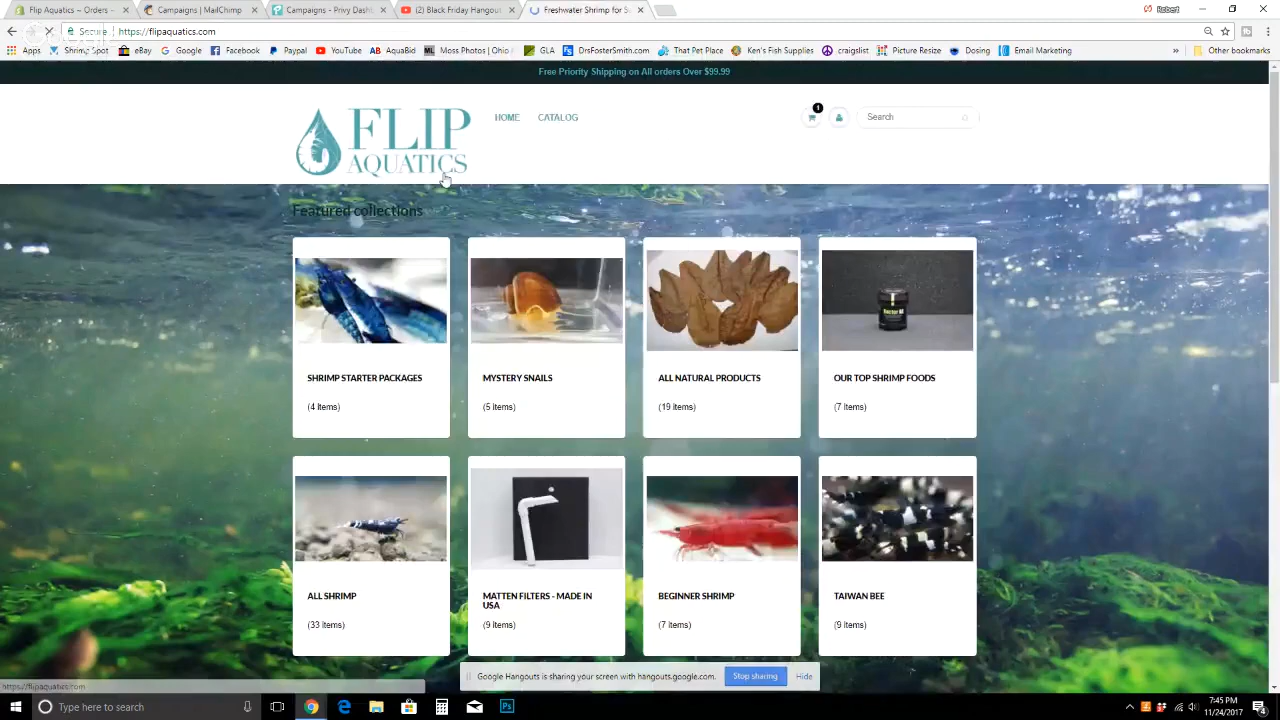 Flip Aquatics ~ Orders ~
Campaigns | MailChimp
Campaigns - Privy Dashb
(2) Black Friday Hangout
Freshwater Shrimp for S
Robert
Secure
https://flipaquatics.com
Apps
Shrimp Spot
eBay
Google
Facebook
Paypal
YouTube
AquaBid
Moss Photos | Ohio
GLA
DrsFosterSmith.com
That Pet Place
Ken's Fish Supplies
craigslist
Picture Resize
Dosing
Email Marketing
Other bookmarks
Free Priority Shipping on All orders Over $99.99
FLIP
AQUATICS
HOME
CATALOG
1
Search
Featured collections
SHRIMP STARTER PACKAGES
(4 items)
MYSTERY SNAILS
(5 items)
ALL NATURAL PRODUCTS
(19 items)
OUR TOP SHRIMP FOODS
(7 items)
ALL SHRIMP
(33 items)
MATTEN FILTERS - MADE IN
USA
(9 items)
BEGINNER SHRIMP
(7 items)
TAIWAN BEE
(9 items)
Google Hangouts is sharing your screen with hangouts.google.com.
Stop sharing
Hide
https://flipaquatics.com
Type here to search
Ps
7:45 PM
11/24/2017